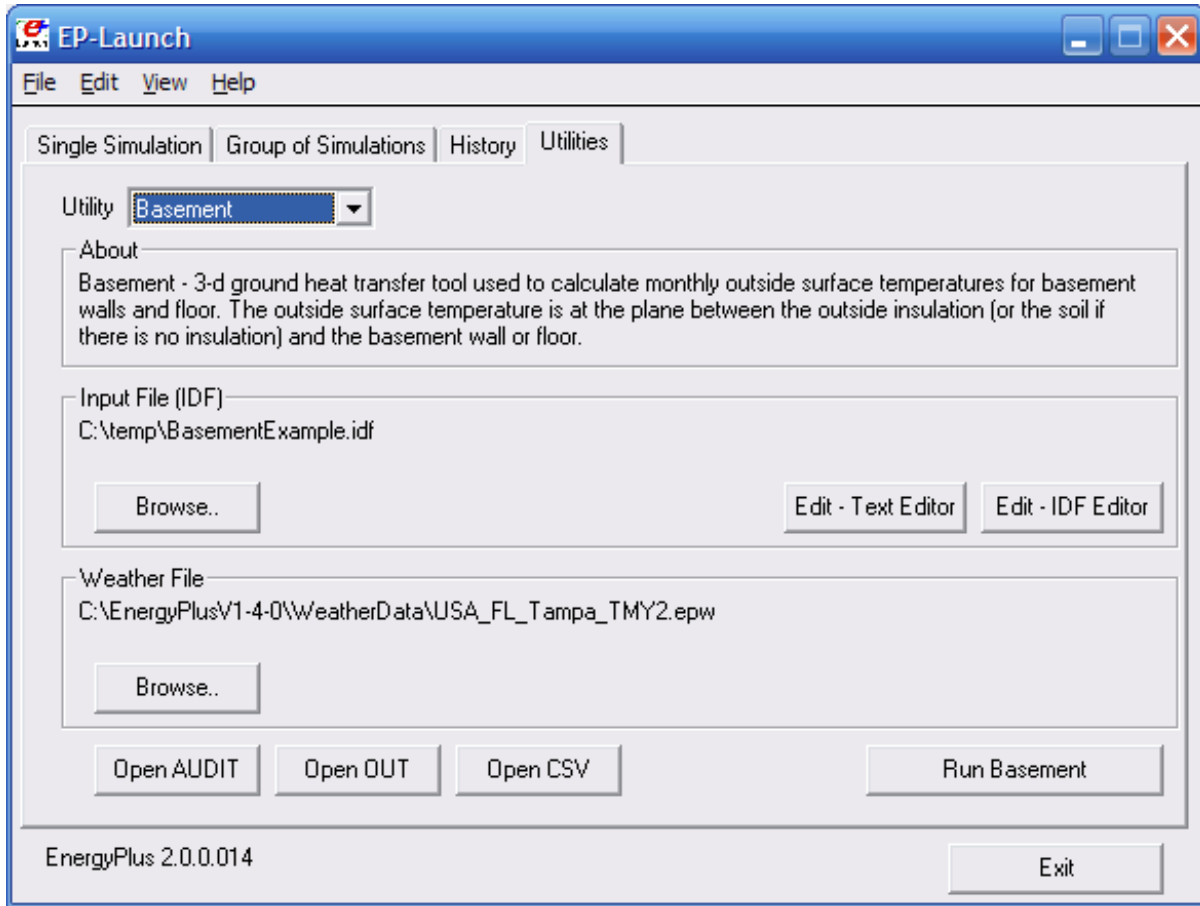 EP-Launch
File Edit View Help
Single Simulation Group of Simulations History Utilities
Utility Basement
About
Basement - 3-d ground heat transfer tool used to calculate monthly outside surface temperatures for basement
walls and floor. The outside surface temperature is at the plane between the outside insulation (or the soil if
there is no insulation) and the basement wall or floor.
Input File (IDF)
C:\temp\BasementExample.idf
Browse.. Edit - Text Editor Edit - IDF Editor
Weather File
C:\EnergyPlusV1-4-0\WeatherData\USA_FL_Tampa_TMY2.epw
Browse..
Open AUDIT Open OUT Open CSV Run Basement
EnergyPlus 2.0.0.014 Exit